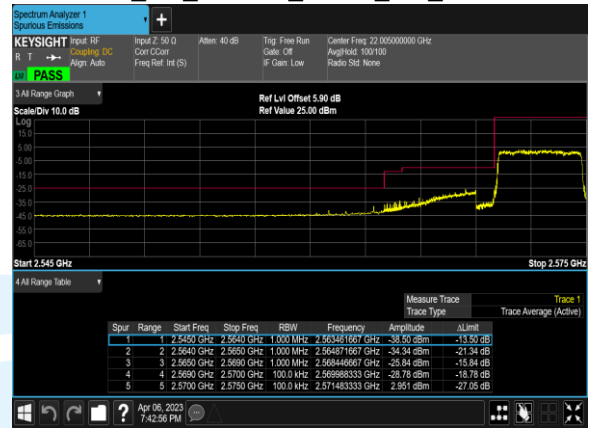 Spectrum Analyzer 1
Spurious Emissions
KEYSIGHT Input: RF Input Z: 50 Ω Atten: 40 dB Trig: Free Run Center Freq: 22.005000000 GHz
R T Coupling: DC Corr CCorr Gate: Off Avg|Hold: 100/100
Align: Auto Freq Ref: Int (S) IF Gain: Low Radio Std: None
PASS
3 All Range Graph
Ref Lvl Offset 5.90 dB
Scale/Div 10.0 dB Ref Value 25.00 dBm
Log
15.0
5.00
-5.00
-15.0
-25.0
-35.0
-45.0
-55.0
-65.0
Start 2.545 GHz Stop 2.575 GHz
4 All Range Table
Measure Trace Trace 1
Trace Type Trace Average (Active)
Spur Range Start Freq Stop Freq RBW Frequency Amplitude ΔLimit
1 1 2.5450 GHz 2.5640 GHz 1.000 MHz 2.563461667 GHz -38.50 dBm -13.50 dB
2 2 2.5640 GHz 2.5650 GHz 1.000 MHz 2.564871667 GHz -34.34 dBm -21.34 dB
3 3 2.5650 GHz 2.5690 GHz 1.000 MHz 2.568446667 GHz -25.84 dBm -15.84 dB
4 4 2.5690 GHz 2.5700 GHz 100.0 kHz 2.569988333 GHz -28.78 dBm -18.78 dB
5 5 2.5700 GHz 2.5750 GHz 100.0 kHz 2.571483333 GHz 2.951 dBm -27.05 dB
Apr 06, 2023
7:42:56 PM